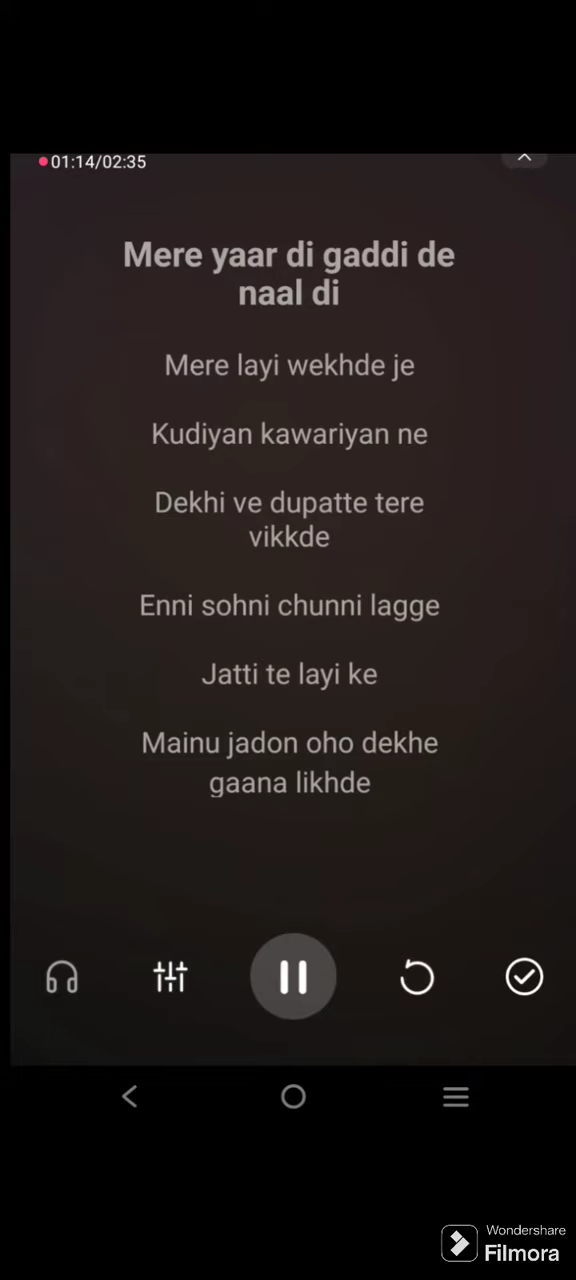 01:14/02:35
Mere yaar di gaddi de
naal di
Mere layi wekhde je
Kudiyan kawariyan ne
Dekhi ve dupatte tere
vikkde
Enni sohni chunni lagge
Jatti te layi ke
Mainu jadon oho dekhe
gaana likhde
Wondershare
Filmora